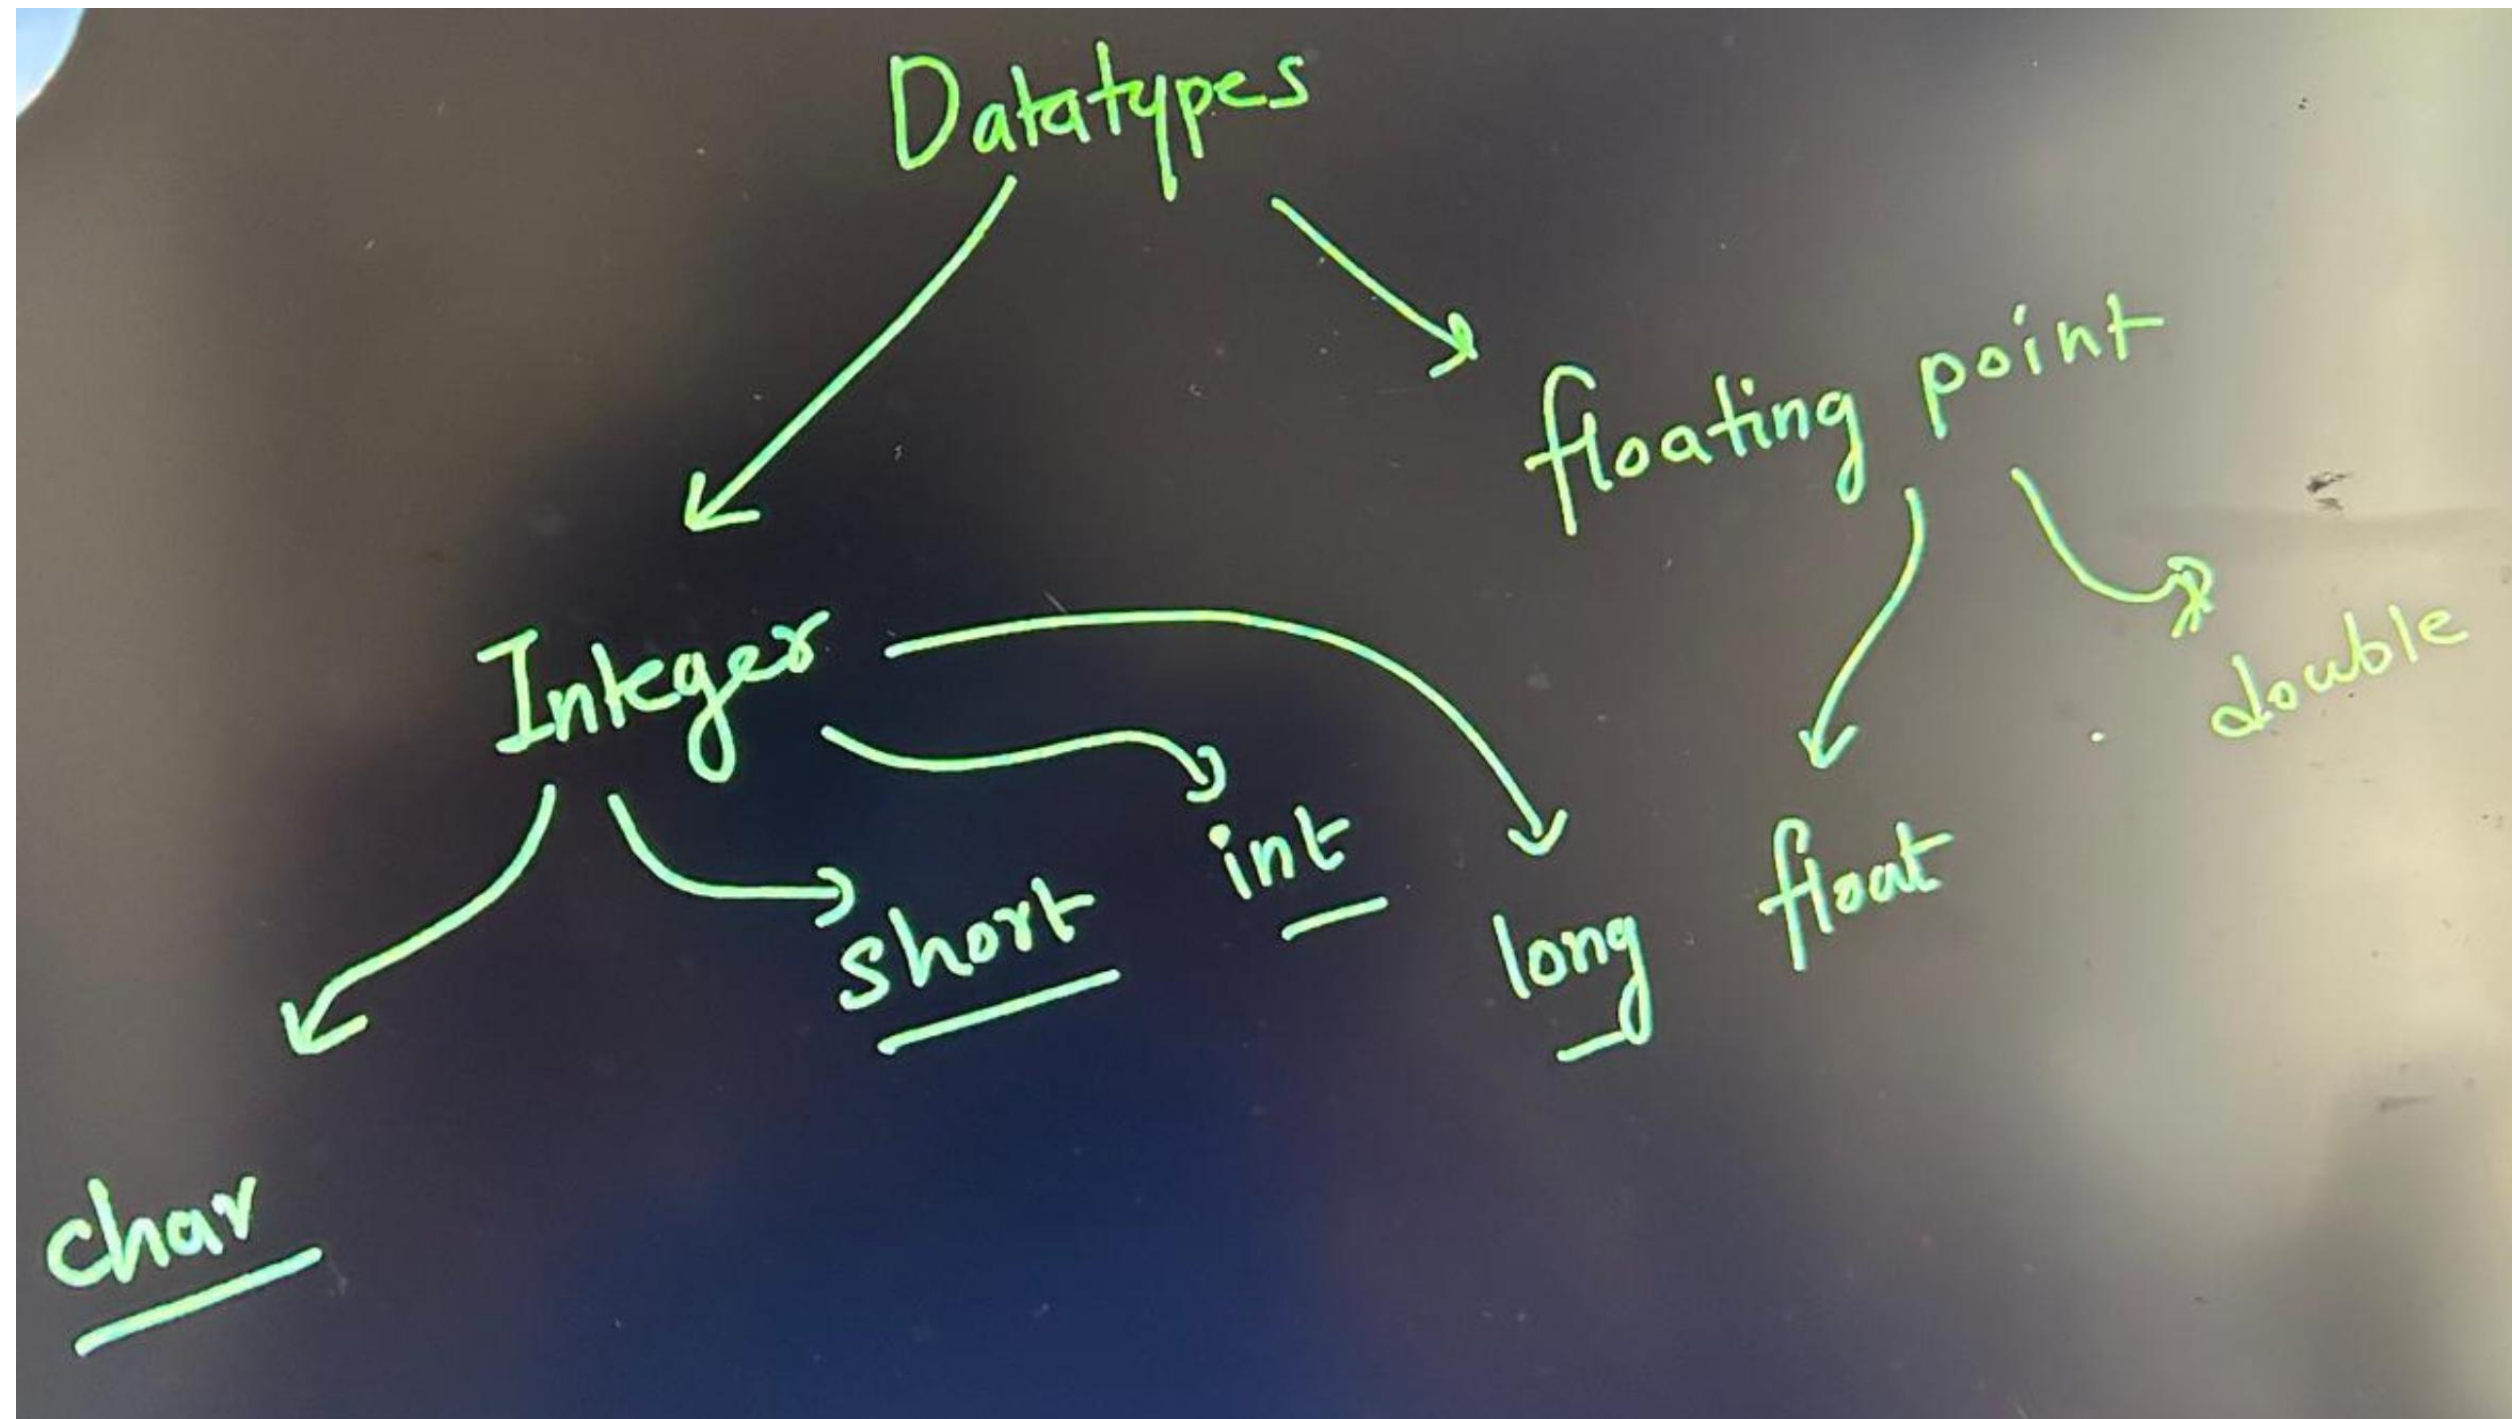 Datatypes
floating point
Integer
double
short
int
long
float
char